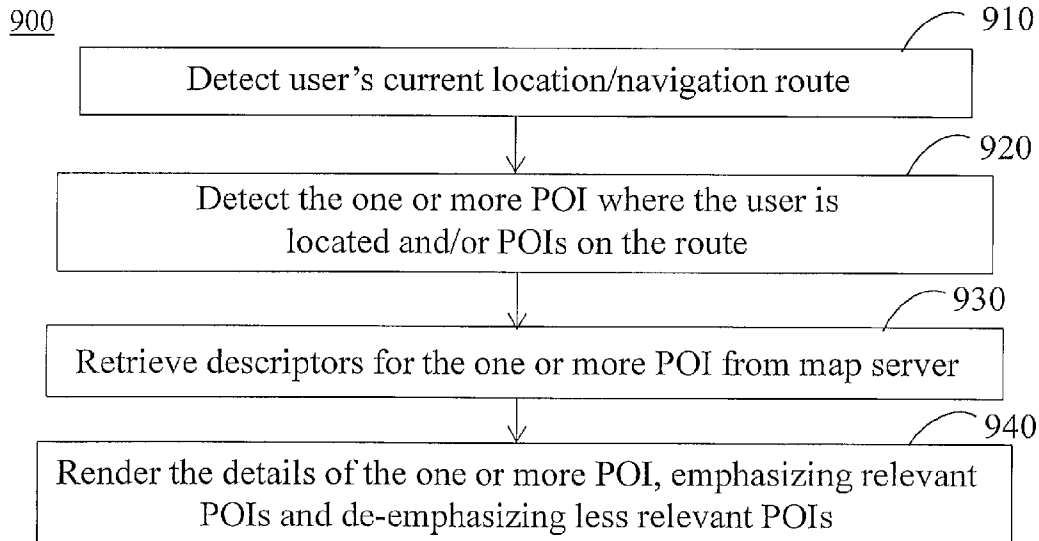 900
910
Detect user's current location/navigation route
920
Detect the one or more POI where the user is
located and/or POIs on the route
930
Retrieve descriptors for the one or more POI from map server
940
Render the details of the one or more POI, emphasizing relevant
POIs and de-emphasizing less relevant POIs